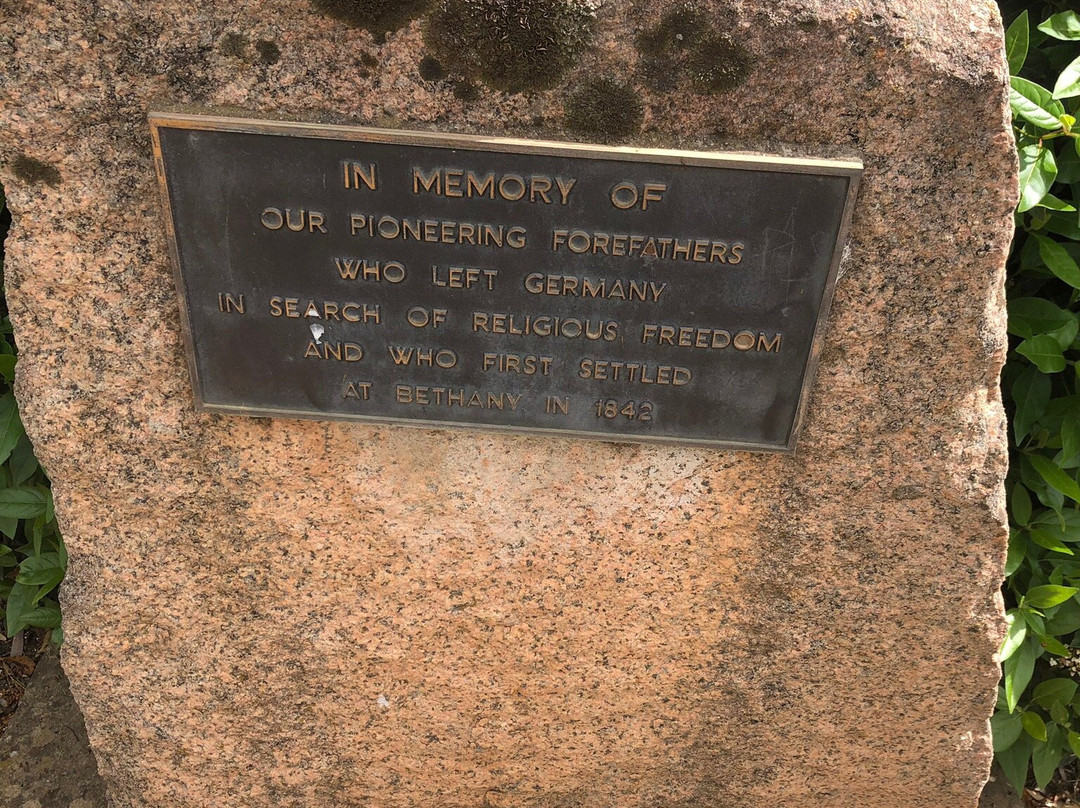 IN MEMORY OF
OUR PIONEERING FOREFATHERS
WHO LEFT GERMANY
IN SEARCH OF RELIGIOUS FREEDOM
AND WHO FIRST SETTLED
AT BETHANY IN 1842